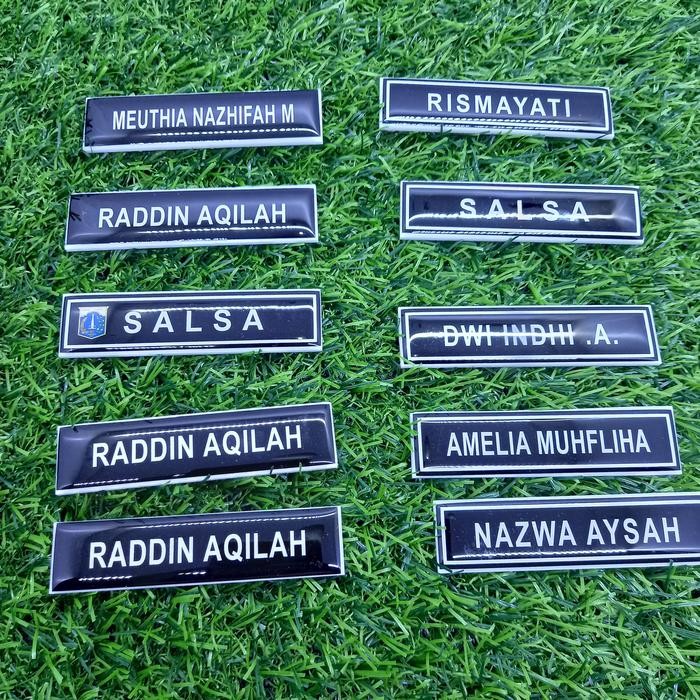 MEUTHIA NAZHIFAH M
RADDIN AQILAH
SALSA
RADDIN AQILAH
RADDIN AQILAH
RISMAYATI
SALSA
DWI INDHI .A.
AMELIA MUHFLIHA
NAZWA AYSAH